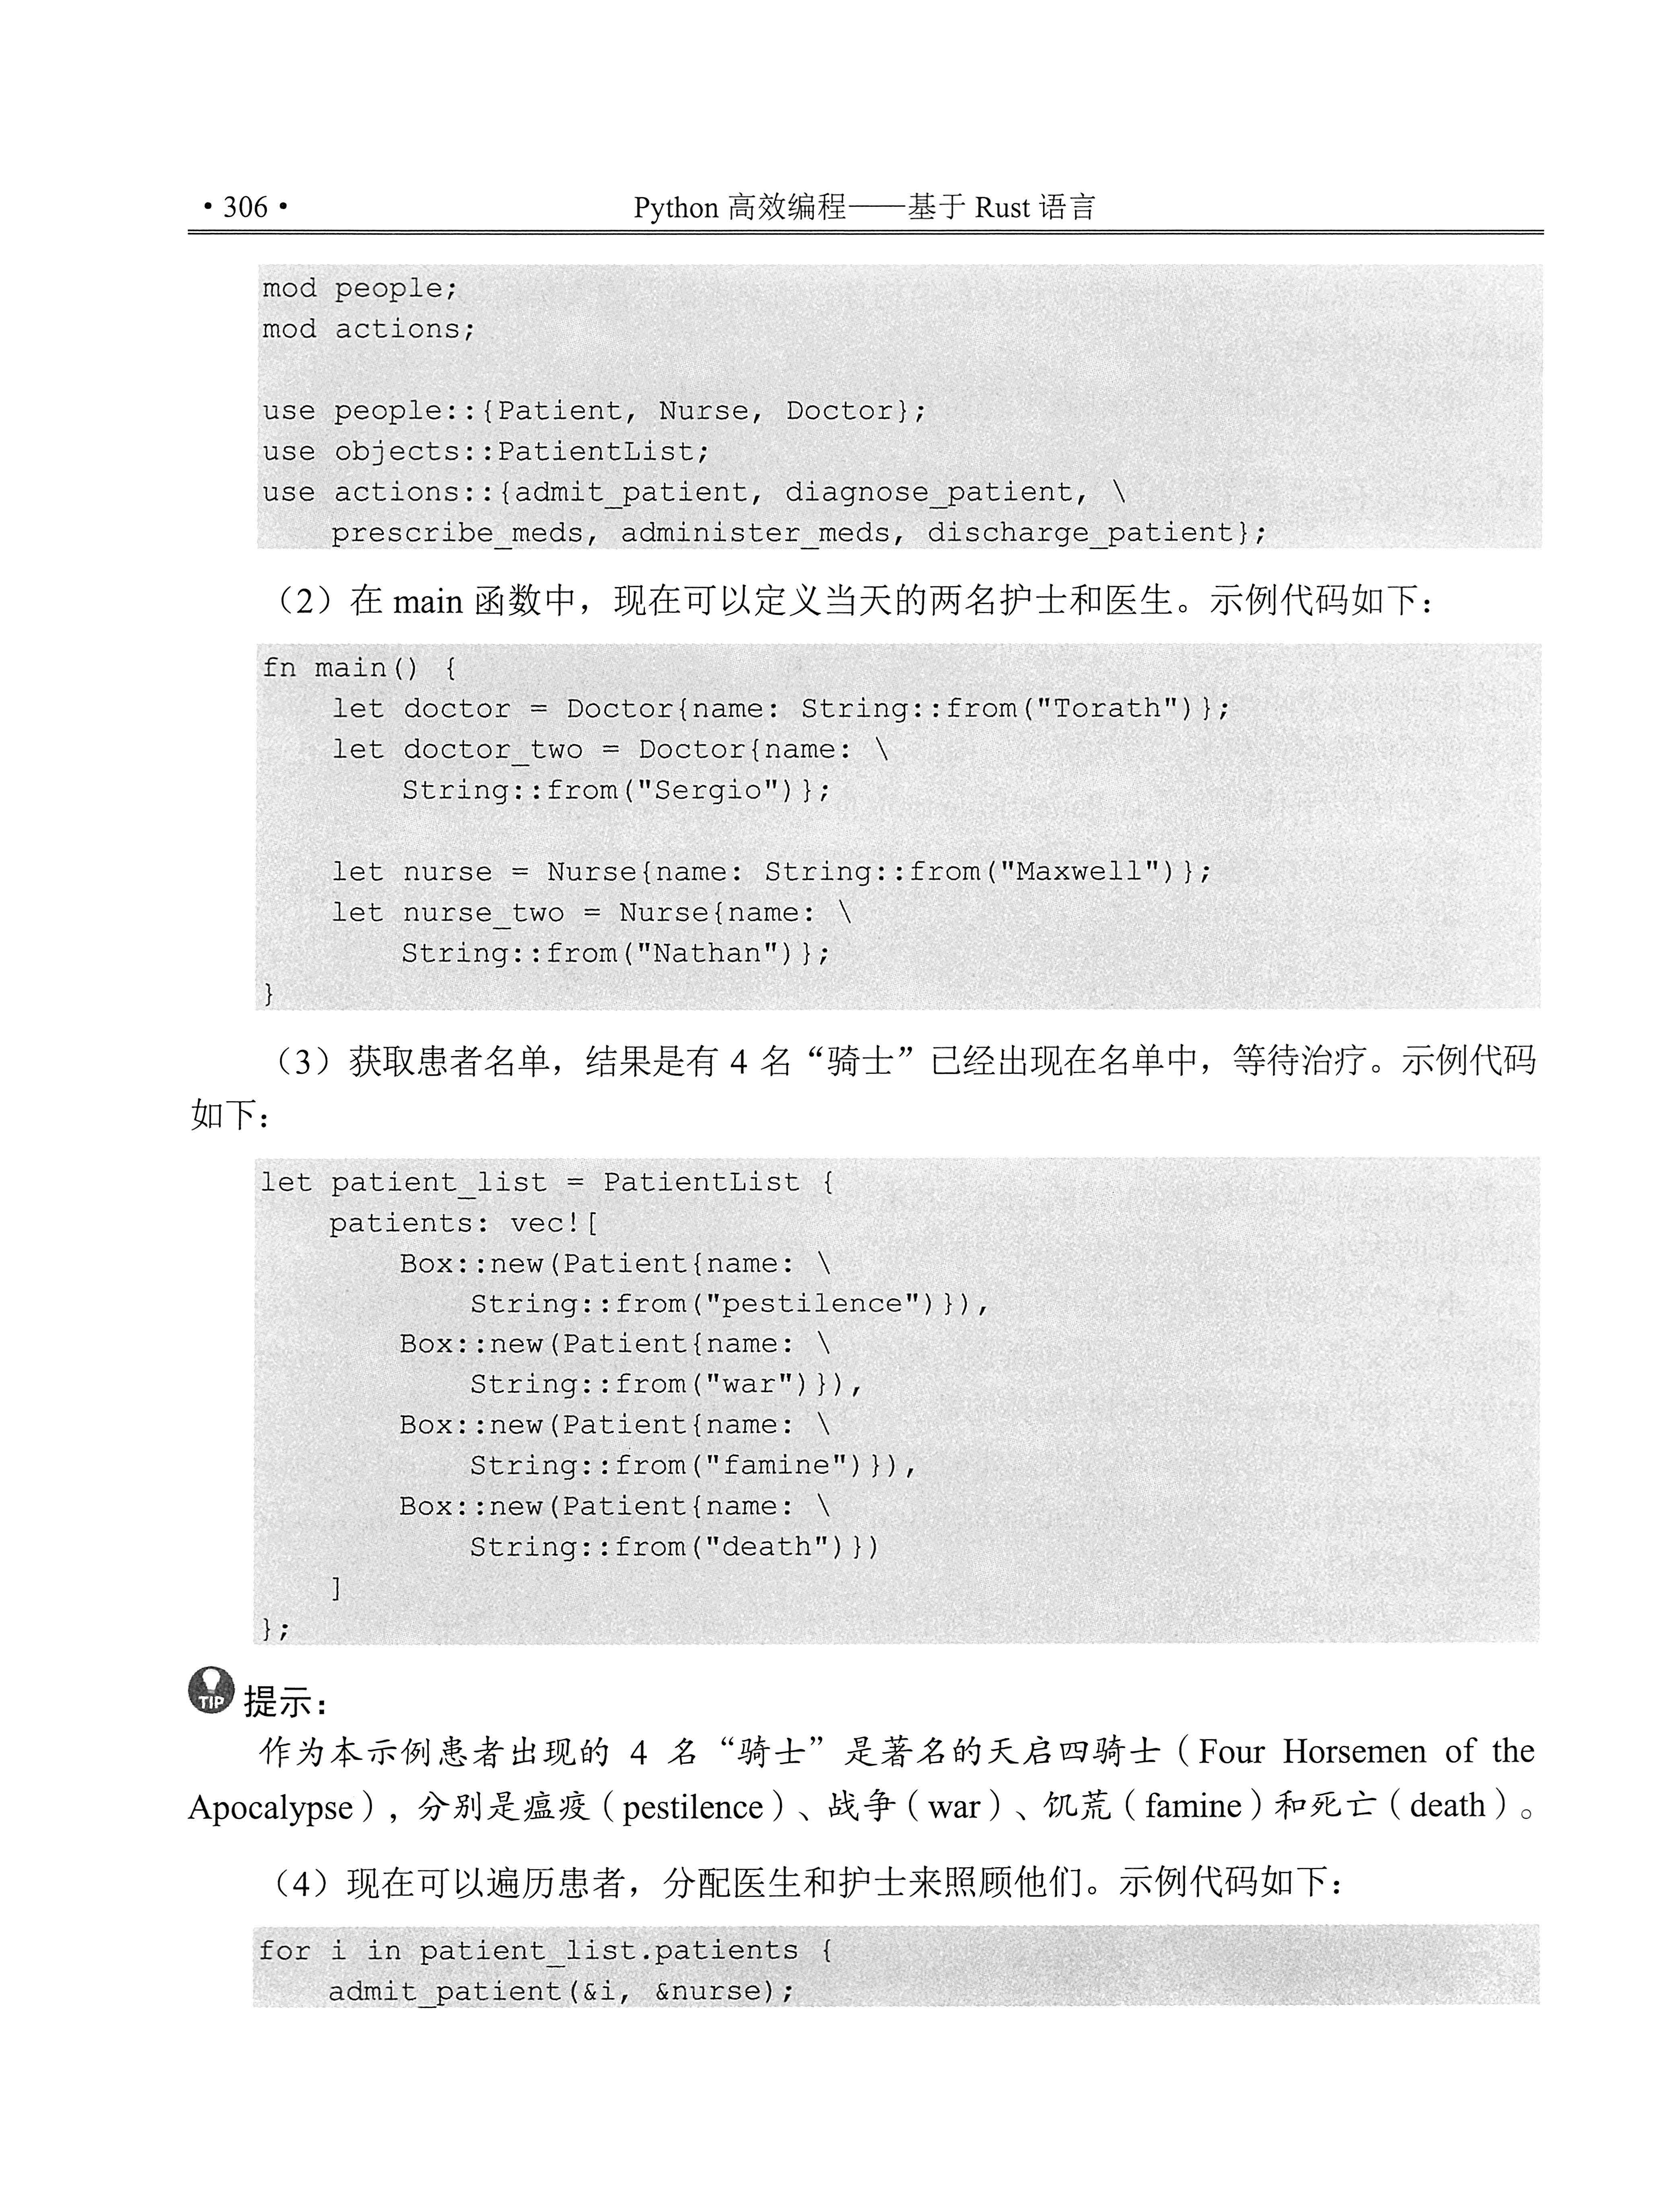 • 306 •
Python 高效编程——基于 Rust 语言
mod people;
mod actions;

use people::{Patient, Nurse, Doctor};
use objects::PatientList;
use actions::{admit_patient, diagnose_patient, \
    prescribe_meds, administer_meds, discharge_patient};
（2）在 main 函数中，现在可以定义当天的两名护士和医生。示例代码如下：
fn main() {
    let doctor = Doctor{name: String::from("Torath")};
    let doctor_two = Doctor{name: \
        String::from("Sergio")};

    let nurse = Nurse{name: String::from("Maxwell")};
    let nurse_two = Nurse{name: \
        String::from("Nathan")};
}
（3）获取患者名单，结果是有 4 名“骑士”已经出现在名单中，等待治疗。示例代码
如下：
let patient_list = PatientList {
    patients: vec![
        Box::new(Patient{name: \
            String::from("pestilence")}),
        Box::new(Patient{name: \
            String::from("war")}),
        Box::new(Patient{name: \
            String::from("famine")}),
        Box::new(Patient{name: \
            String::from("death")})
    ]
};
TIP 提示：
作为本示例患者出现的 4 名“骑士”是著名的天启四骑士（Four Horsemen of the
Apocalypse），分别是瘟疫（pestilence）、战争（war）、饥荒（famine）和死亡（death）。
（4）现在可以遍历患者，分配医生和护士来照顾他们。示例代码如下：
for i in patient_list.patients {
    admit_patient(&i, &nurse);